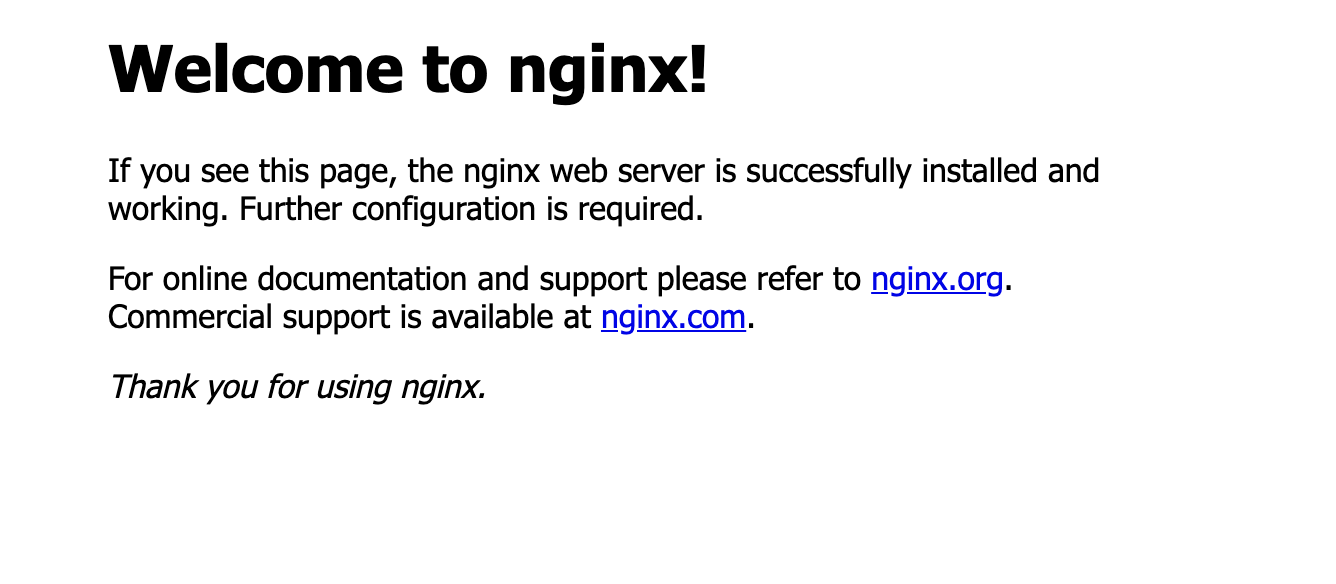 Welcome to nginx!
If you see this page, the nginx web server is successfully installed and
working. Further configuration is required.
For online documentation and support please refer to nginx.org.
Commercial support is available at nginx.com.
Thank you for using nginx.